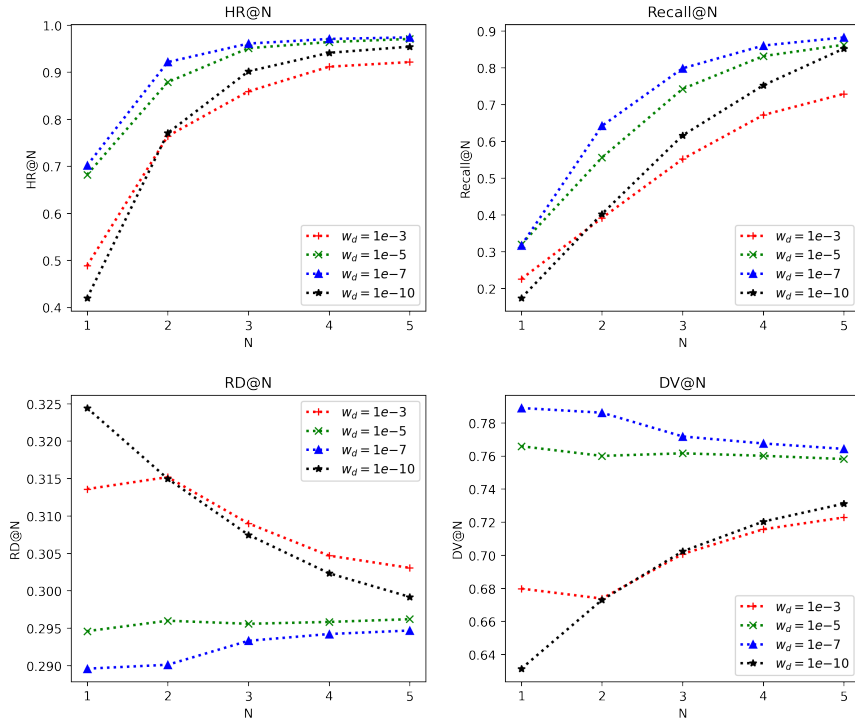 HR@N
HR@N
1.0
0.9
0.8
0.7
0.6
0.5
0.4
1 2 3 4 5
N
w_d = 1e−3
w_d = 1e−5
w_d = 1e−7
w_d = 1e−10
Recall@N
Recall@N
0.9
0.8
0.7
0.6
0.5
0.4
0.3
0.2
1 2 3 4 5
N
w_d = 1e−3
w_d = 1e−5
w_d = 1e−7
w_d = 1e−10
RD@N
RD@N
0.325
0.320
0.315
0.310
0.305
0.300
0.295
0.290
1 2 3 4 5
N
w_d = 1e−3
w_d = 1e−5
w_d = 1e−7
w_d = 1e−10
DV@N
DV@N
0.78
0.76
0.74
0.72
0.70
0.68
0.66
0.64
1 2 3 4 5
N
w_d = 1e−3
w_d = 1e−5
w_d = 1e−7
w_d = 1e−10